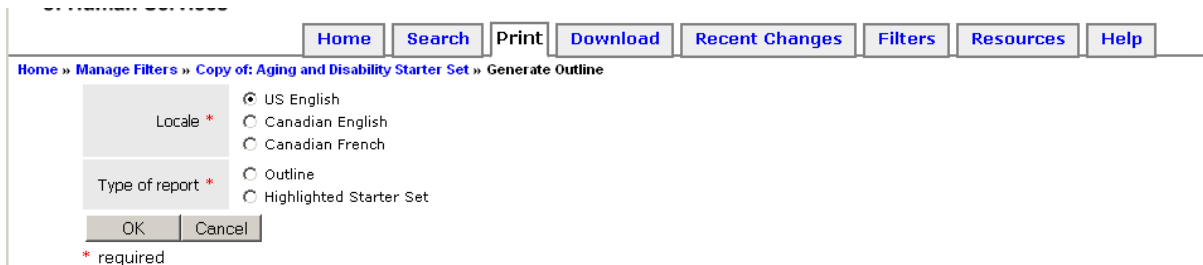 Home Search Print Download Recent Changes Filters Resources Help
Home » Manage Filters » Copy of: Aging and Disability Starter Set » Generate Outline
US English
Locale * Canadian English
Canadian French
Outline
Type of report *
Highlighted Starter Set
OK Cancel
* required